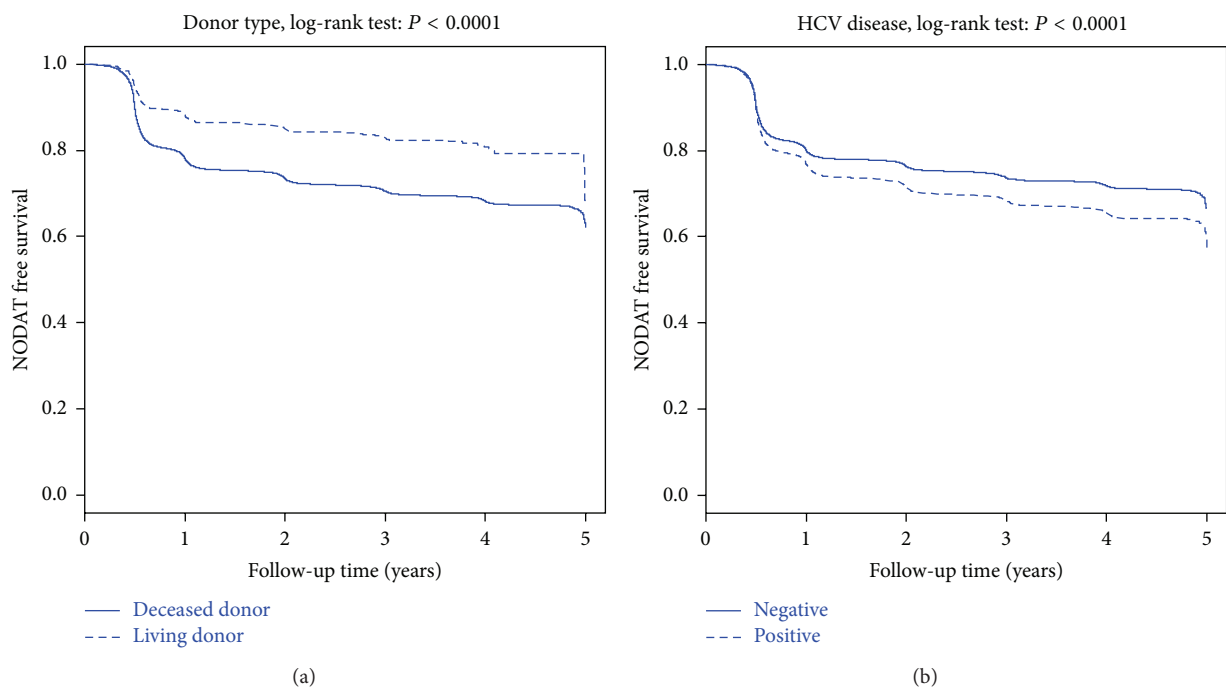 Donor type, log-rank test: P < 0.0001
1.0
0.8
0.6
0.4
0.2
0.0
NODAT free survival
0 1 2 3 4 5
Follow-up time (years)
Deceased donor
Living donor
(a)
HCV disease, log-rank test: P < 0.0001
1.0
0.8
0.6
0.4
0.2
0.0
NODAT free survival
0 1 2 3 4 5
Follow-up time (years)
Negative
Positive
(b)